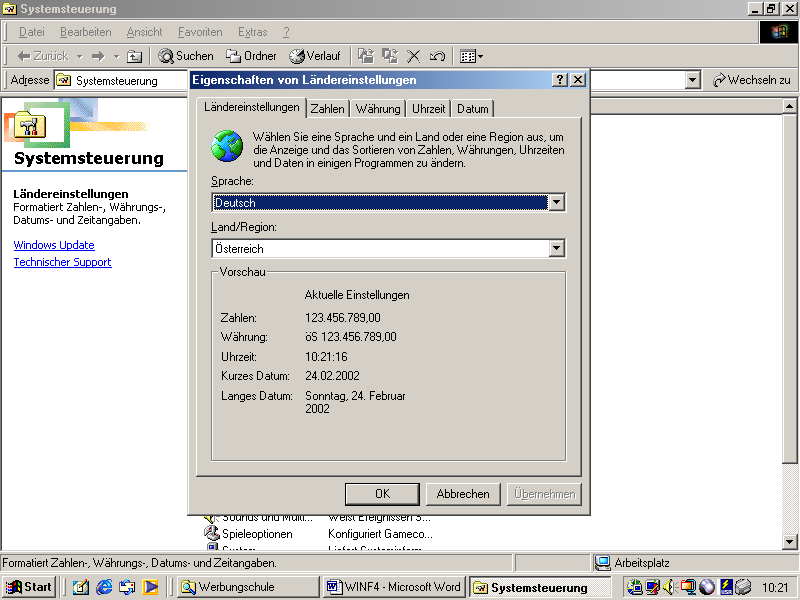 Systemsteuerung
Datei Bearbeiten Ansicht Favoriten Extras ?
Zurück Suchen Ordner Verlauf
Adresse Systemsteuerung Wechseln zu
Eigenschaften von Ländereinstellungen
Ländereinstellungen Zahlen Währung Uhrzeit Datum
Wählen Sie eine Sprache und ein Land oder eine Region aus, um
die Anzeige und das Sortieren von Zahlen, Währungen, Uhrzeiten
und Daten in einigen Programmen zu ändern.
Sprache:
Deutsch
Land/Region:
Österreich
Vorschau
Aktuelle Einstellungen
Zahlen: 123.456.789,00
Währung: öS 123.456.789,00
Uhrzeit: 10:21:16
Kurzes Datum: 24.02.2002
Langes Datum: Sonntag, 24. Februar
2002
OK Abbrechen Übernehmen
Systemsteuerung
Ländereinstellungen
Formatiert Zahlen-, Währungs-,
Datums- und Zeitangaben.
Windows Update
Technischer Support
Sounds und Multi... Weist Ereignissen S...
Spieleoptionen Konfiguriert Gameco...
System Liefert Systeminform...
Formatiert Zahlen-, Währungs-, Datums- und Zeitangaben. Arbeitsplatz
Start Werbungschule WINF4 - Microsoft Word Systemsteuerung 10:21